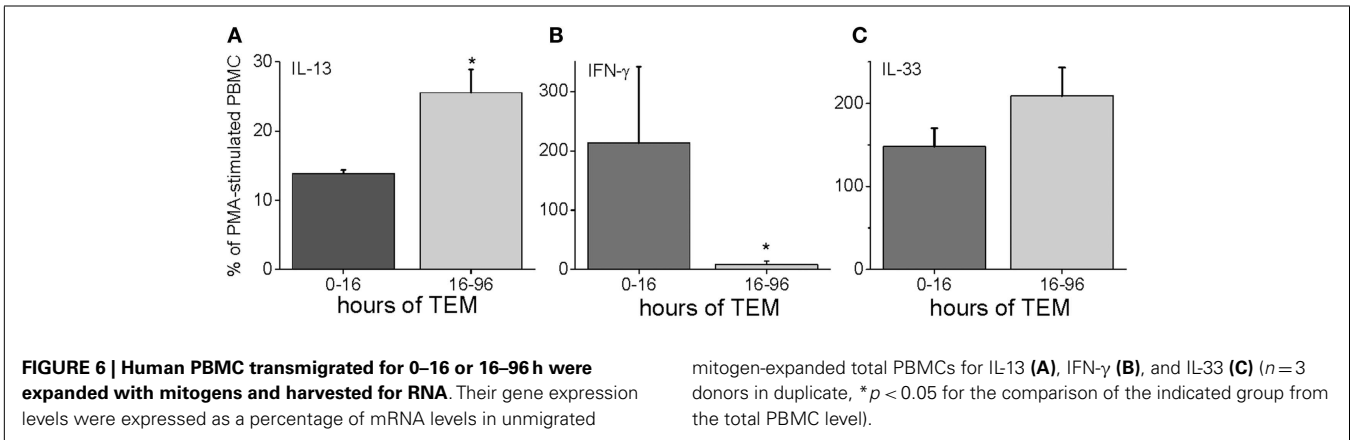 A
B
C
% of PMA-stimulated PBMC
30
20
10
0
IL-13
*
0-16
16-96
hours of TEM
300
200
100
0
IFN-γ
*
0-16
16-96
hours of TEM
200
100
0
IL-33
0-16
16-96
hours of TEM
FIGURE 6 | Human PBMC transmigrated for 0–16 or 16–96 h were
expanded with mitogens and harvested for RNA. Their gene expression
levels were expressed as a percentage of mRNA levels in unmigrated
mitogen-expanded total PBMCs for IL-13 (A), IFN-γ (B), and IL-33 (C) (n = 3
donors in duplicate, *p < 0.05 for the comparison of the indicated group from
the total PBMC level).